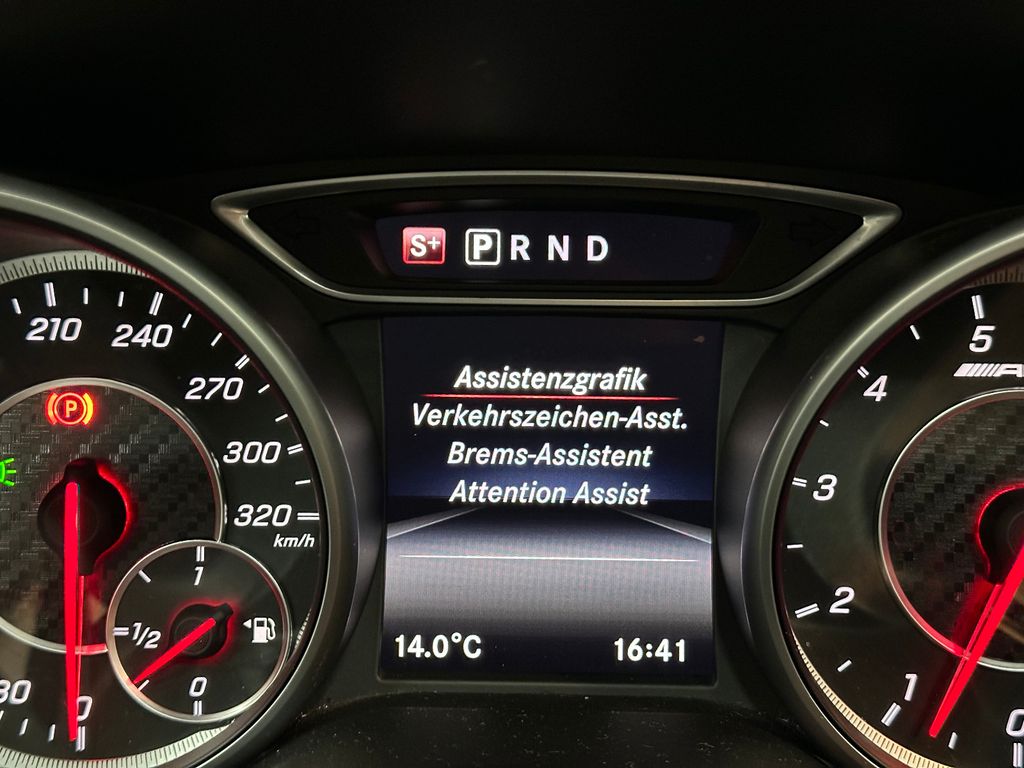 S+ P R N D
Assistenzgrafik
Verkehrszeichen-Asst.
Brems-Assistent
Attention Assist
14.0°C 16:41
210
240
270
300
320
km/h
P
1
1/2
0
0
5
4
3
2
1